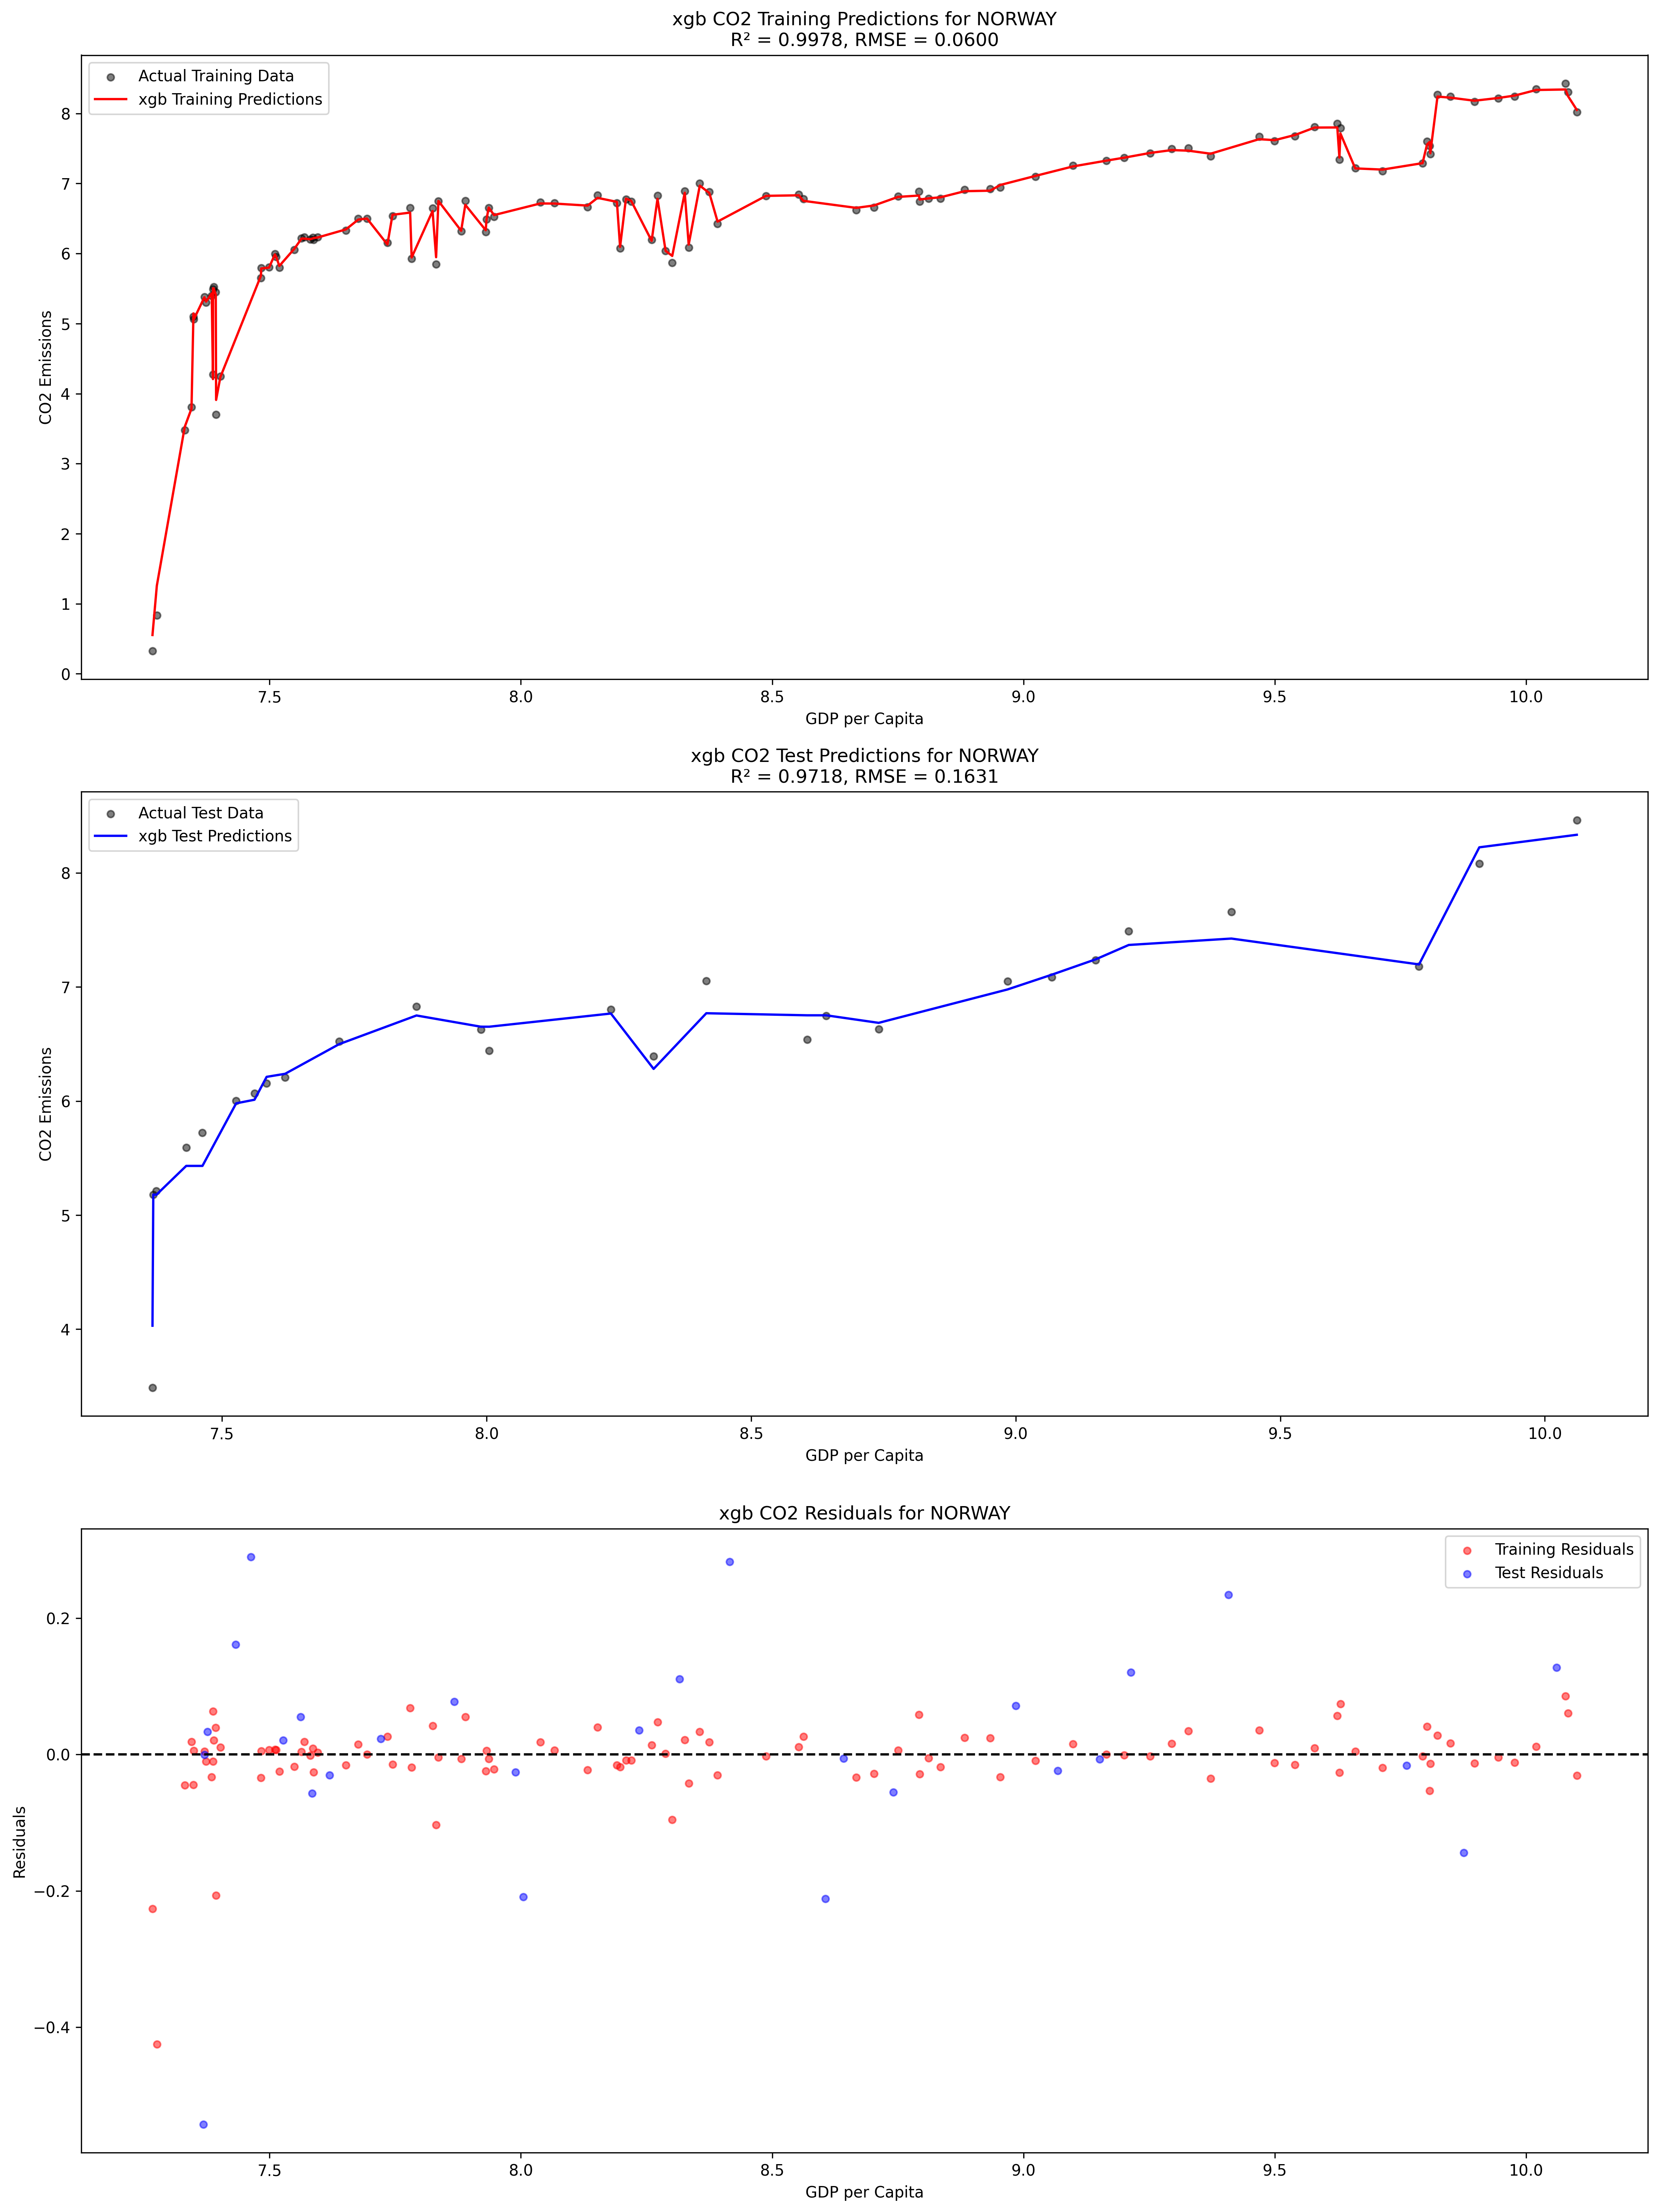 xgb CO2 Training Predictions for NORWAY
R² = 0.9978, RMSE = 0.0600
Actual Training Data
xgb Training Predictions
CO2 Emissions
8
7
6
5
4
3
2
1
0
7.5 8.0 8.5 9.0 9.5 10.0
GDP per Capita
xgb CO2 Test Predictions for NORWAY
R² = 0.9718, RMSE = 0.1631
Actual Test Data
xgb Test Predictions
CO2 Emissions
8
7
6
5
4
7.5 8.0 8.5 9.0 9.5 10.0
GDP per Capita
xgb CO2 Residuals for NORWAY
Training Residuals
Test Residuals
Residuals
0.2
0.0
−0.2
−0.4
7.5 8.0 8.5 9.0 9.5 10.0
GDP per Capita